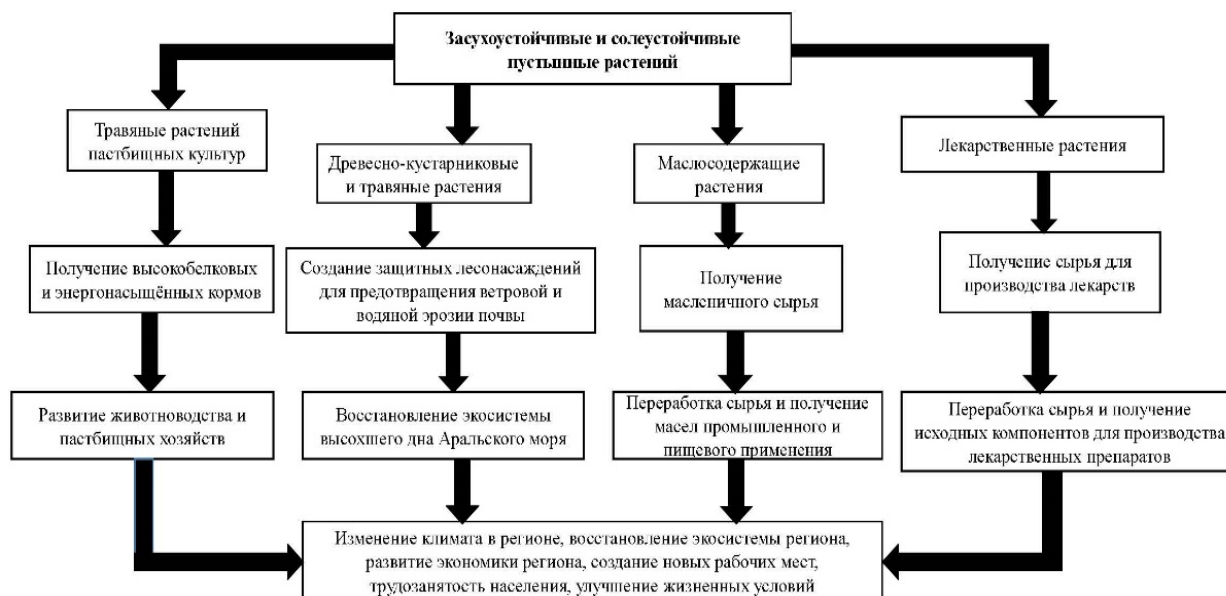 Засухоустойчивые и солеустойчивые
пустынные растений
Травяные растений
пастбищных культур
Древесно-кустарниковые
и травяные растения
Маслосодержащие
растения
Лекарственные растения
Получение высокобелковых
и энергонасыщённых кормов
Создание защитных лесонасаждений
для предотвращения ветровой и
водяной эрозии почвы
Получение
масленичного сырья
Получение сырья для
производства лекарств
Развитие животноводства и
пастбищных хозяйств
Восстановление экосистемы
высохшего дна Аральского моря
Переработка сырья и получение
масел промышленного и
пищевого применения
Переработка сырья и получение
исходных компонентов для производства
лекарственных препаратов
Изменение климата в регионе, восстановление экосистемы региона,
развитие экономики региона, создание новых рабочих мест,
трудозанятость населения, улучшение жизненных условий